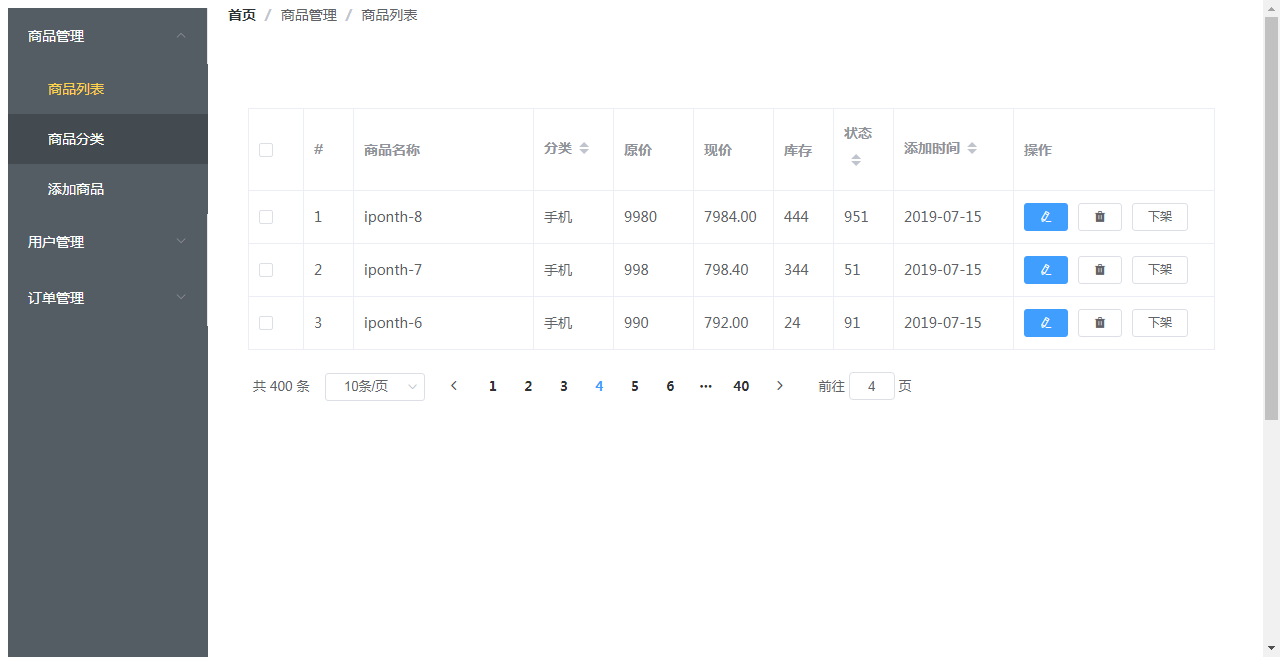 首页 / 商品管理 / 商品列表
商品管理
商品列表
商品分类
添加商品
用户管理
订单管理
# 商品名称 分类 原价 现价 库存 状态 添加时间 操作
1 iponth-8 手机 9980 7984.00 444 951 2019-07-15 下架
2 iponth-7 手机 998 798.40 344 51 2019-07-15 下架
3 iponth-6 手机 990 792.00 24 91 2019-07-15 下架
共 400 条 10条/页 1 2 3 4 5 6 ··· 40 前往 4 页